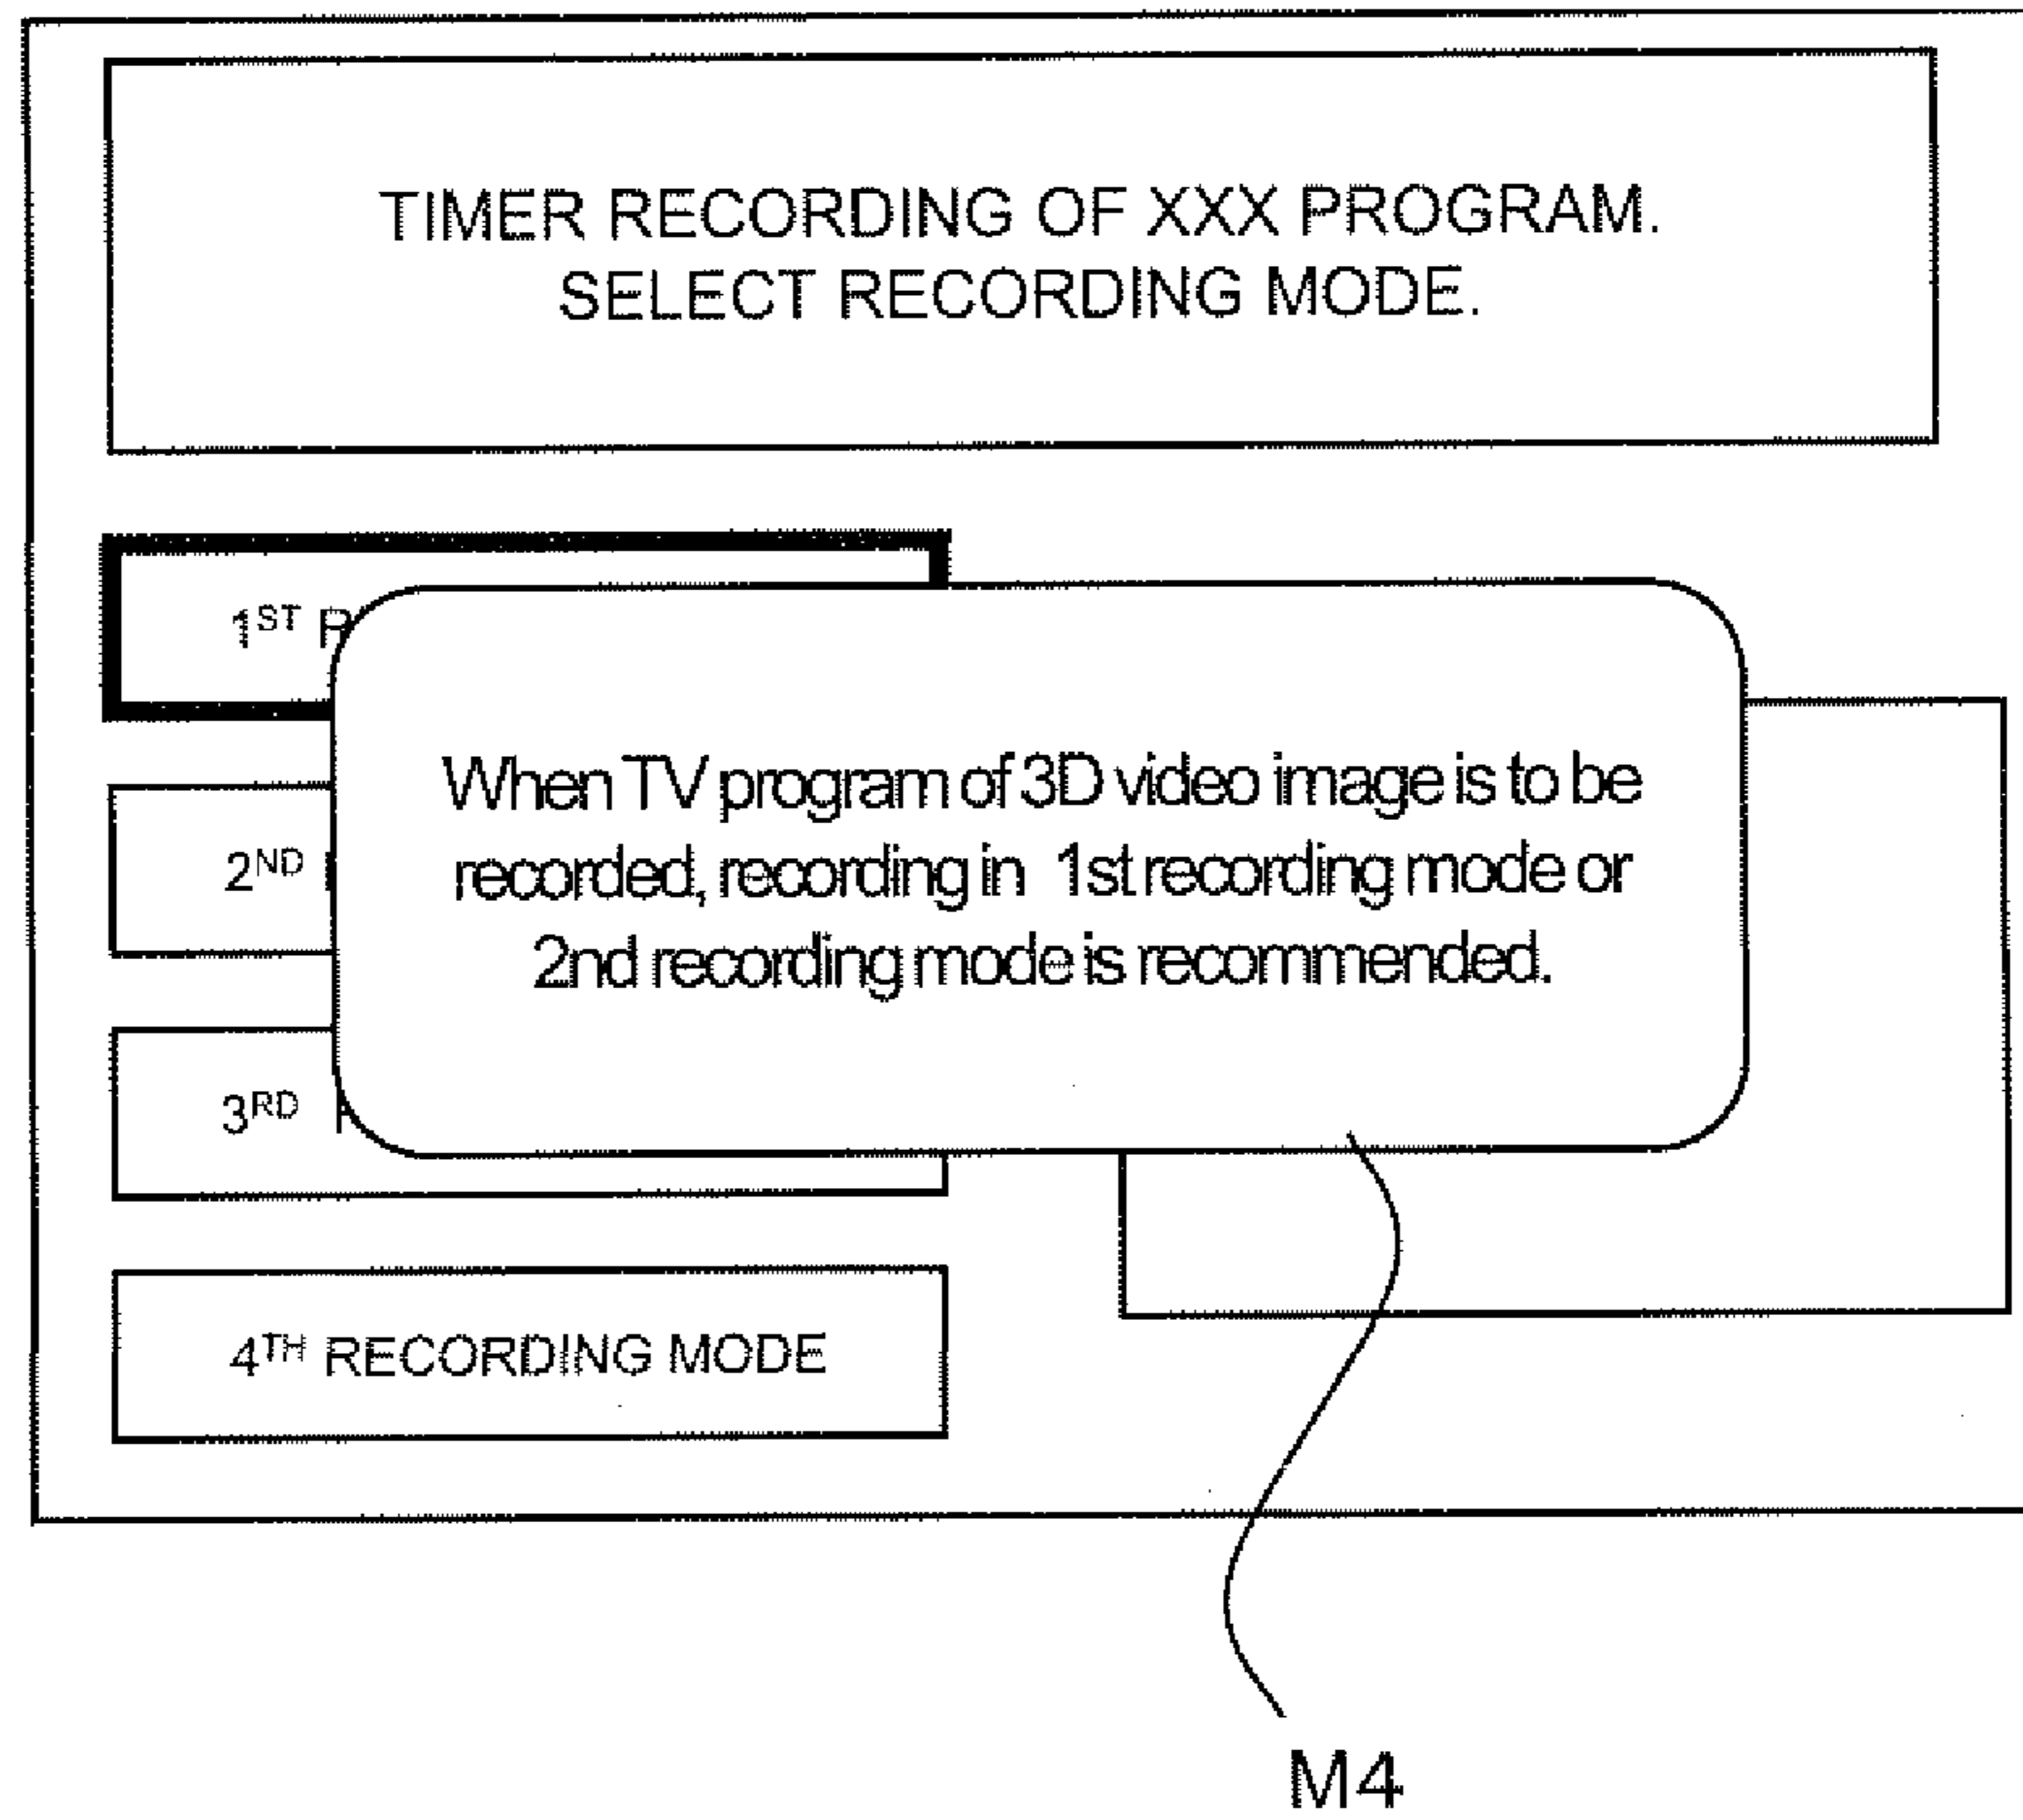 TIMER RECORDING OF XXX PROGRAM.
SELECT RECORDING MODE.
1ST
When TV program of 3D video image is to be
recorded, recording in 1st recording mode or
2nd recording mode is recommended.
2ND
3RD
4TH RECORDING MODE
M4